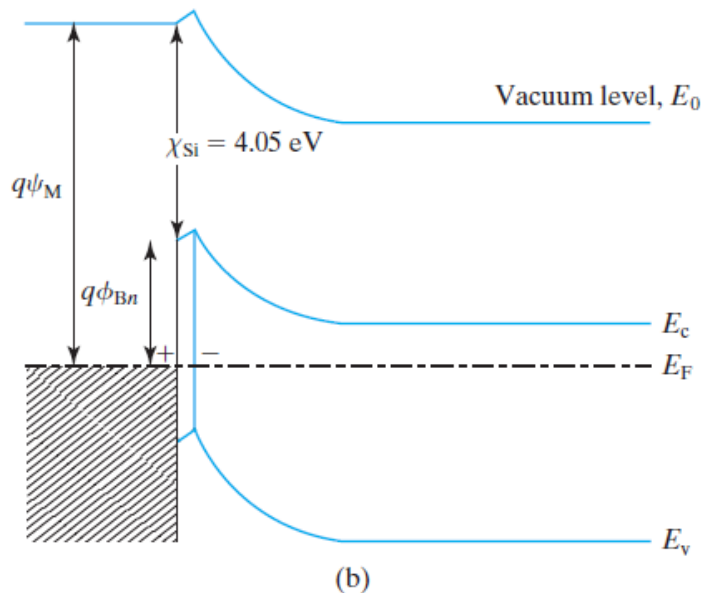 Vacuum level, E₀
χSi = 4.05 eV
qψM
qϕBn
Ec
+ −
EF
Ev
(b)